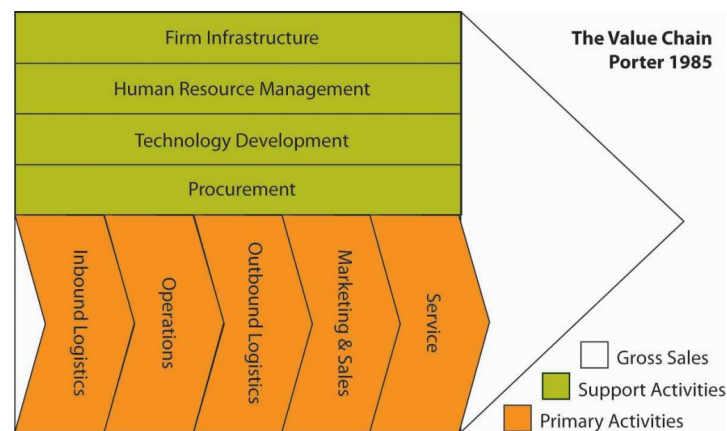 The Value Chain
Porter 1985
Firm Infrastructure
Human Resource Management
Technology Development
Procurement
Inbound Logistics
Operations
Outbound Logistics
Marketing & Sales
Service
Gross Sales
Support Activities
Primary Activities